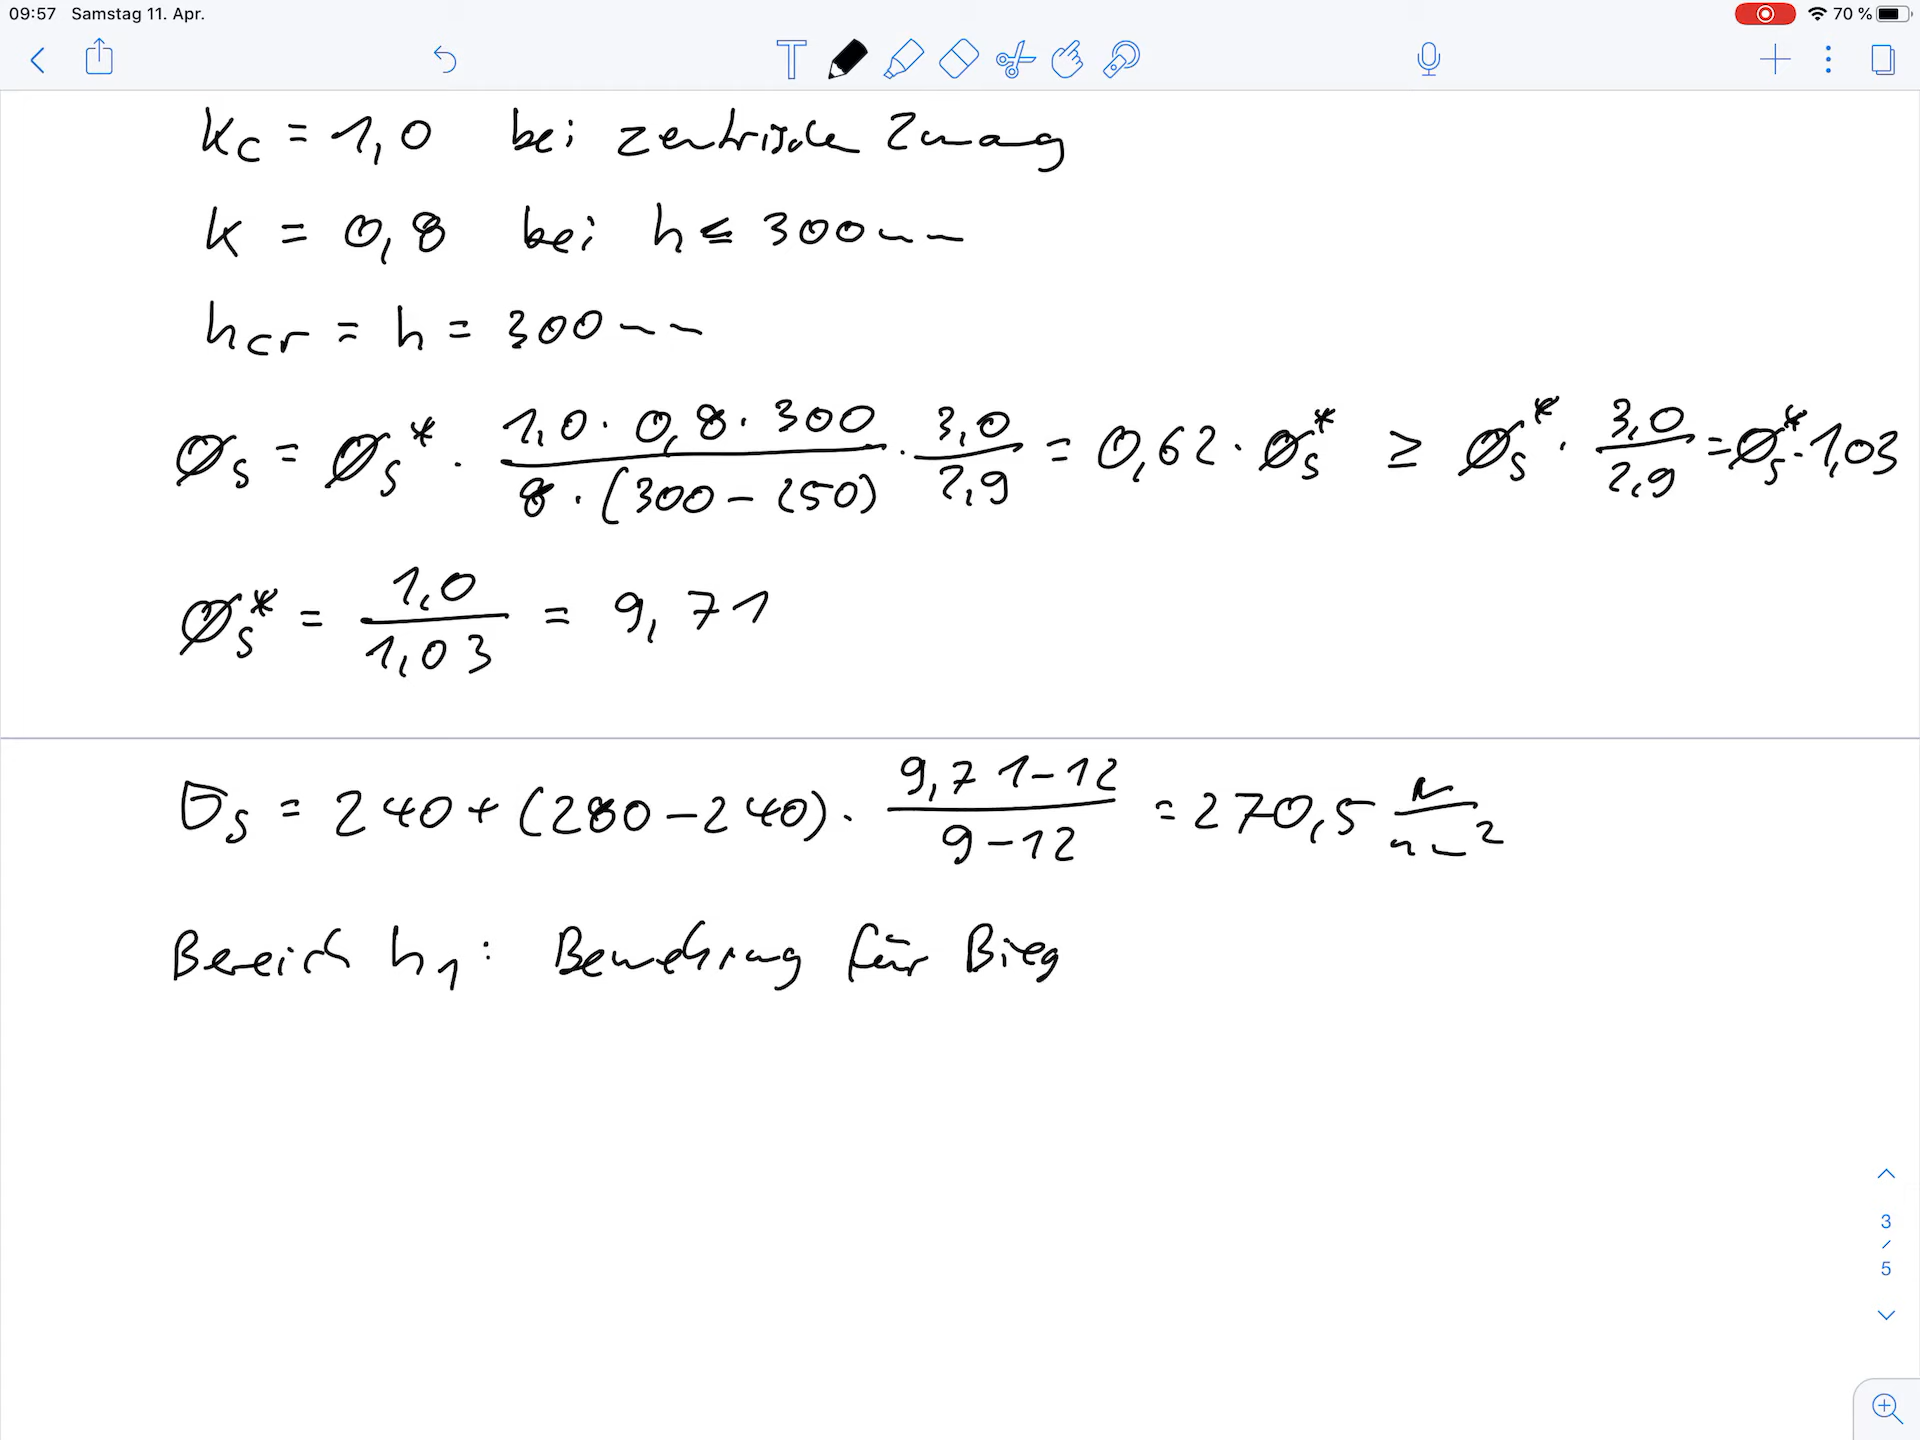 09:57 Samstag 11. Apr. 70 %
T
kc = 1,0 bei zentrischen Zwang
k = 0,8 bei h ≤ 300mm
hcr = h = 300mm
Øs = Øs* · (1,0 · 0,8 · 300)/(8 · (300 - 250)) · 3,0/2,9 = 0,62 · Øs* ≥ Øs* · 3,0/2,9 = Øs* · 1,03
Øs* = 1,0/1,03 = 9,71
σs = 240 + (280 - 240) · (9,71 - 12)/(9 - 12) = 270,5 N/mm²
Bereich h1: Bewehrung für Bieg
3
/
5